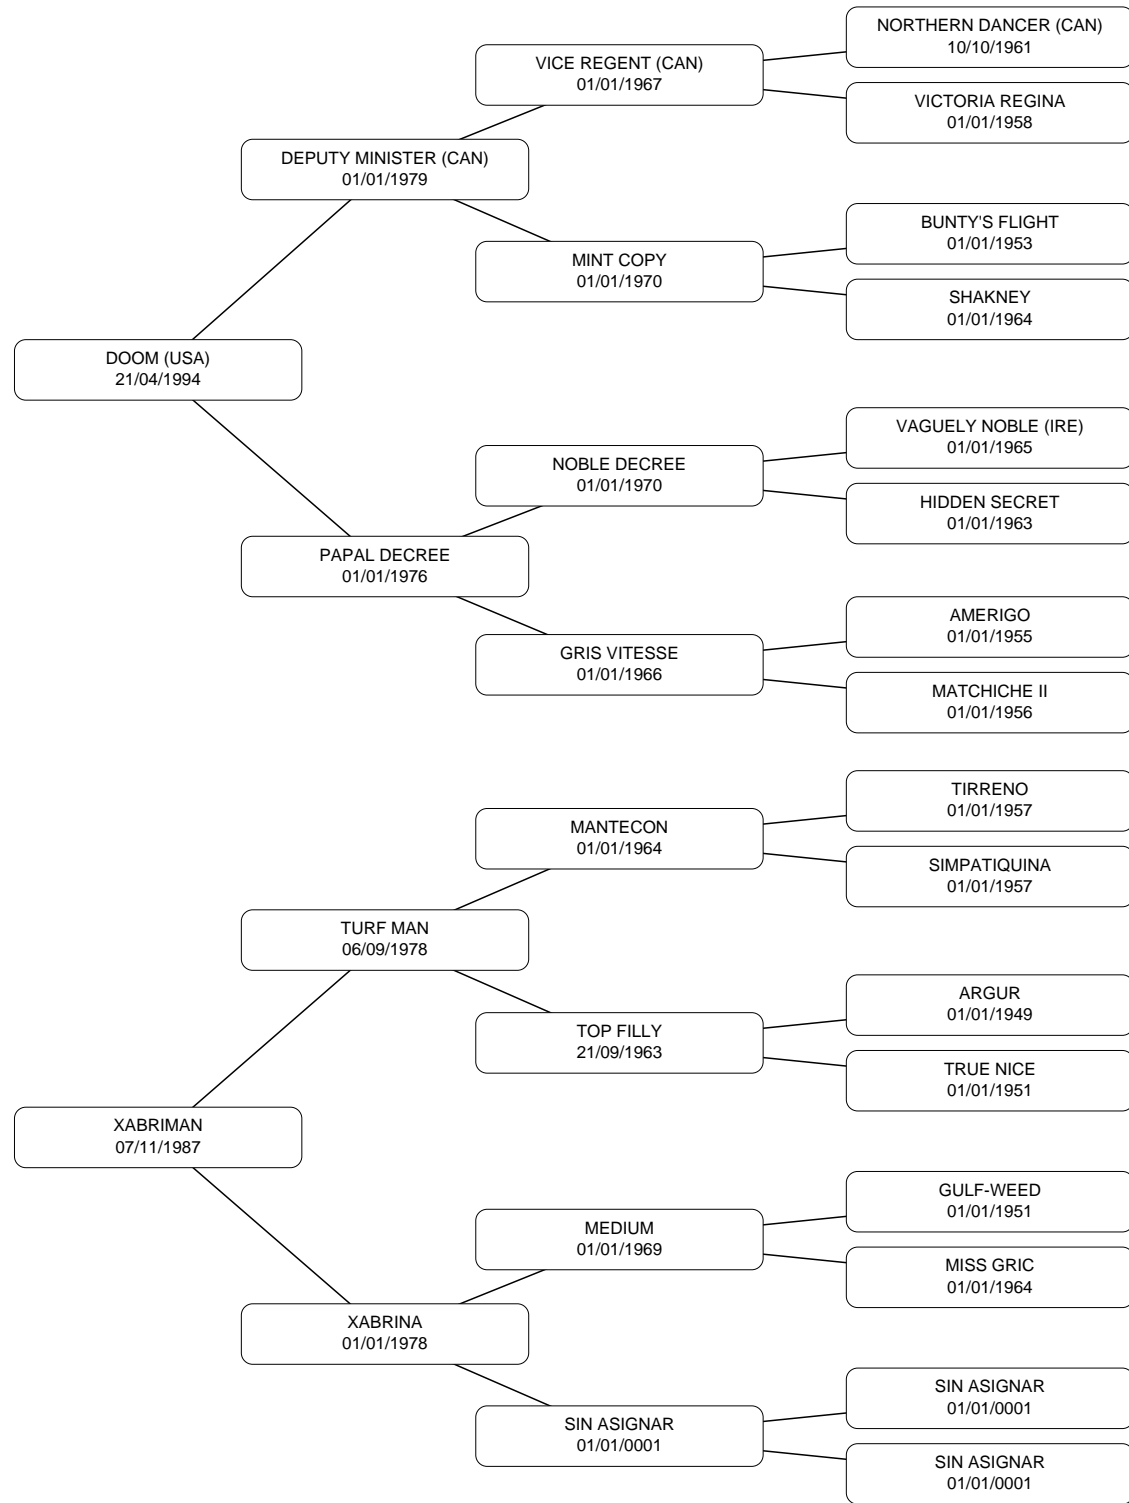 NORTHERN DANCER (CAN)
10/10/1961
VICE REGENT (CAN)
01/01/1967
VICTORIA REGINA
01/01/1958
DEPUTY MINISTER (CAN)
01/01/1979
BUNTY'S FLIGHT
01/01/1953
MINT COPY
01/01/1970
SHAKNEY
01/01/1964
DOOM (USA)
21/04/1994
VAGUELY NOBLE (IRE)
01/01/1965
NOBLE DECREE
01/01/1970
HIDDEN SECRET
01/01/1963
PAPAL DECREE
01/01/1976
AMERIGO
01/01/1955
GRIS VITESSE
01/01/1966
MATCHICHE II
01/01/1956
TIRRENO
01/01/1957
MANTECON
01/01/1964
SIMPATIQUINA
01/01/1957
TURF MAN
06/09/1978
ARGUR
01/01/1949
TOP FILLY
21/09/1963
TRUE NICE
01/01/1951
XABRIMAN
07/11/1987
GULF-WEED
01/01/1951
MEDIUM
01/01/1969
MISS GRIC
01/01/1964
XABRINA
01/01/1978
SIN ASIGNAR
01/01/0001
SIN ASIGNAR
01/01/0001
SIN ASIGNAR
01/01/0001